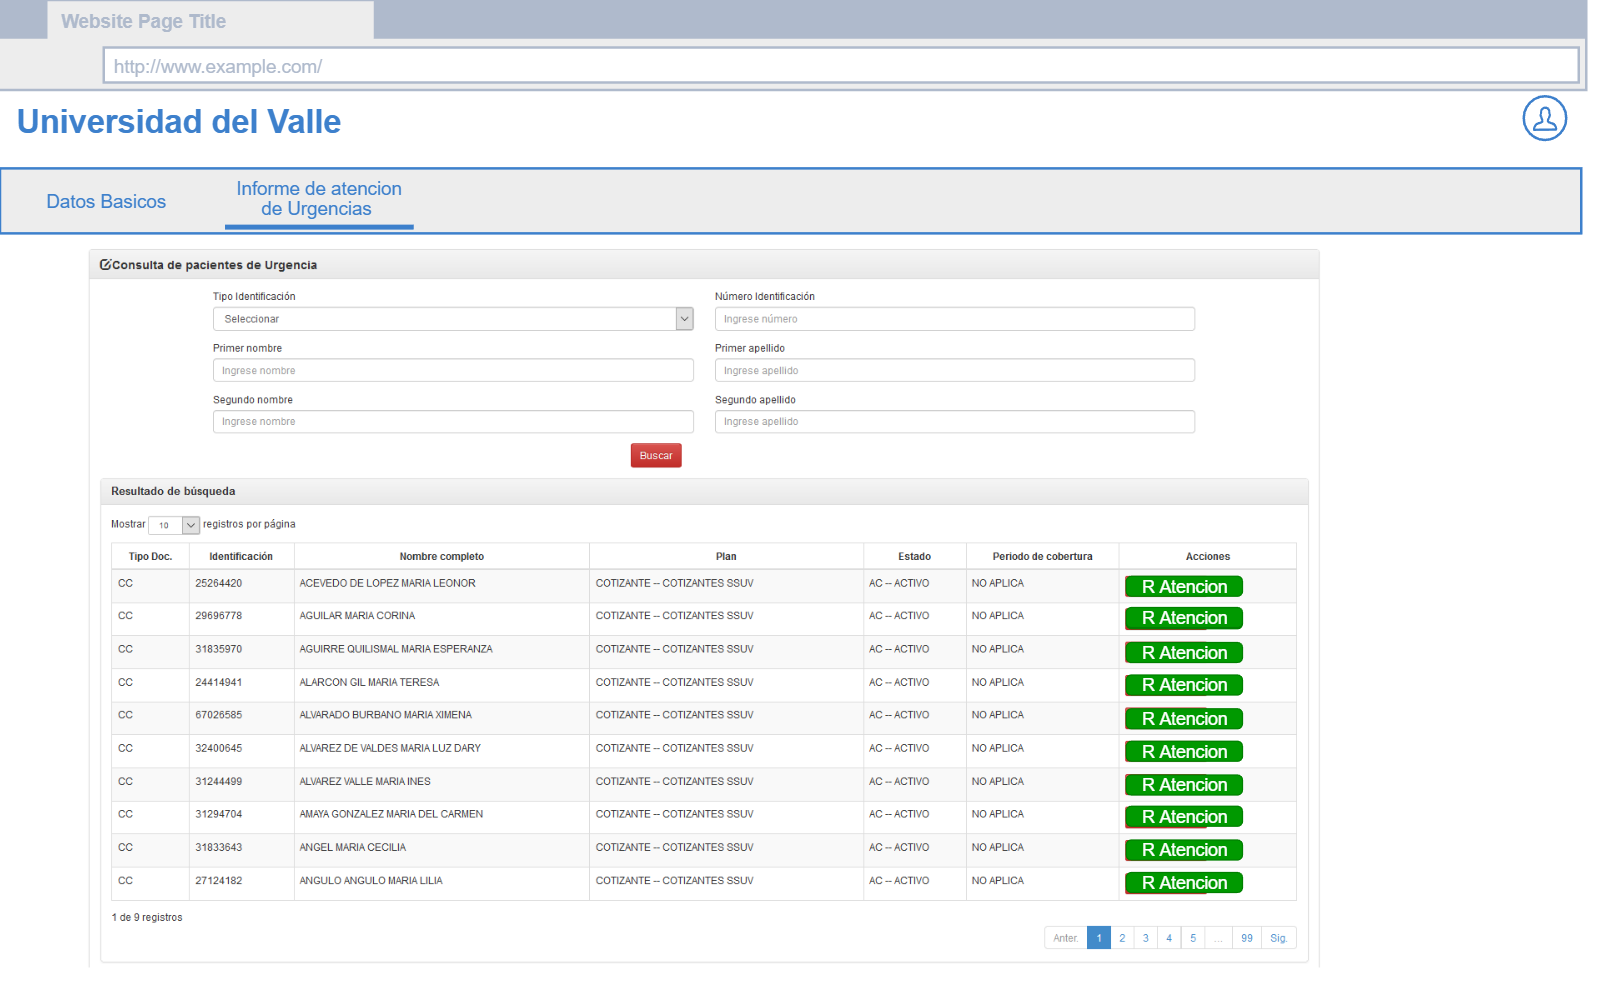 Website Page Title
http://www.example.com/
Universidad del Valle
Datos Basicos
Informe de atencion
de Urgencias
Consulta de pacientes de Urgencia
Tipo Identificación Número Identificación
Seleccionar Ingrese número
Primer nombre Primer apellido
Ingrese nombre Ingrese apellido
Segundo nombre Segundo apellido
Ingrese nombre Ingrese apellido
Buscar
Resultado de búsqueda
Mostrar 10 registros por página
Tipo Doc. Identificación Nombre completo Plan Estado Periodo de cobertura Acciones
CC 25264420 ACEVEDO DE LOPEZ MARIA LEONOR COTIZANTE -- COTIZANTES SSUV AC -- ACTIVO NO APLICA R Atencion
CC 29696778 AGUILAR MARIA CORINA COTIZANTE -- COTIZANTES SSUV AC -- ACTIVO NO APLICA R Atencion
CC 31835970 AGUIRRE QUILISMAL MARIA ESPERANZA COTIZANTE -- COTIZANTES SSUV AC -- ACTIVO NO APLICA R Atencion
CC 24414941 ALARCON GIL MARIA TERESA COTIZANTE -- COTIZANTES SSUV AC -- ACTIVO NO APLICA R Atencion
CC 67026585 ALVARADO BURBANO MARIA XIMENA COTIZANTE -- COTIZANTES SSUV AC -- ACTIVO NO APLICA R Atencion
CC 32400645 ALVAREZ DE VALDES MARIA LUZ DARY COTIZANTE -- COTIZANTES SSUV AC -- ACTIVO NO APLICA R Atencion
CC 31244499 ALVAREZ VALLE MARIA INES COTIZANTE -- COTIZANTES SSUV AC -- ACTIVO NO APLICA R Atencion
CC 31294704 AMAYA GONZALEZ MARIA DEL CARMEN COTIZANTE -- COTIZANTES SSUV AC -- ACTIVO NO APLICA R Atencion
CC 31833643 ANGEL MARIA CECILIA COTIZANTE -- COTIZANTES SSUV AC -- ACTIVO NO APLICA R Atencion
CC 27124182 ANGULO ANGULO MARIA LILIA COTIZANTE -- COTIZANTES SSUV AC -- ACTIVO NO APLICA R Atencion
1 de 9 registros
Anter. 1 2 3 4 5 ... 99 Sig.